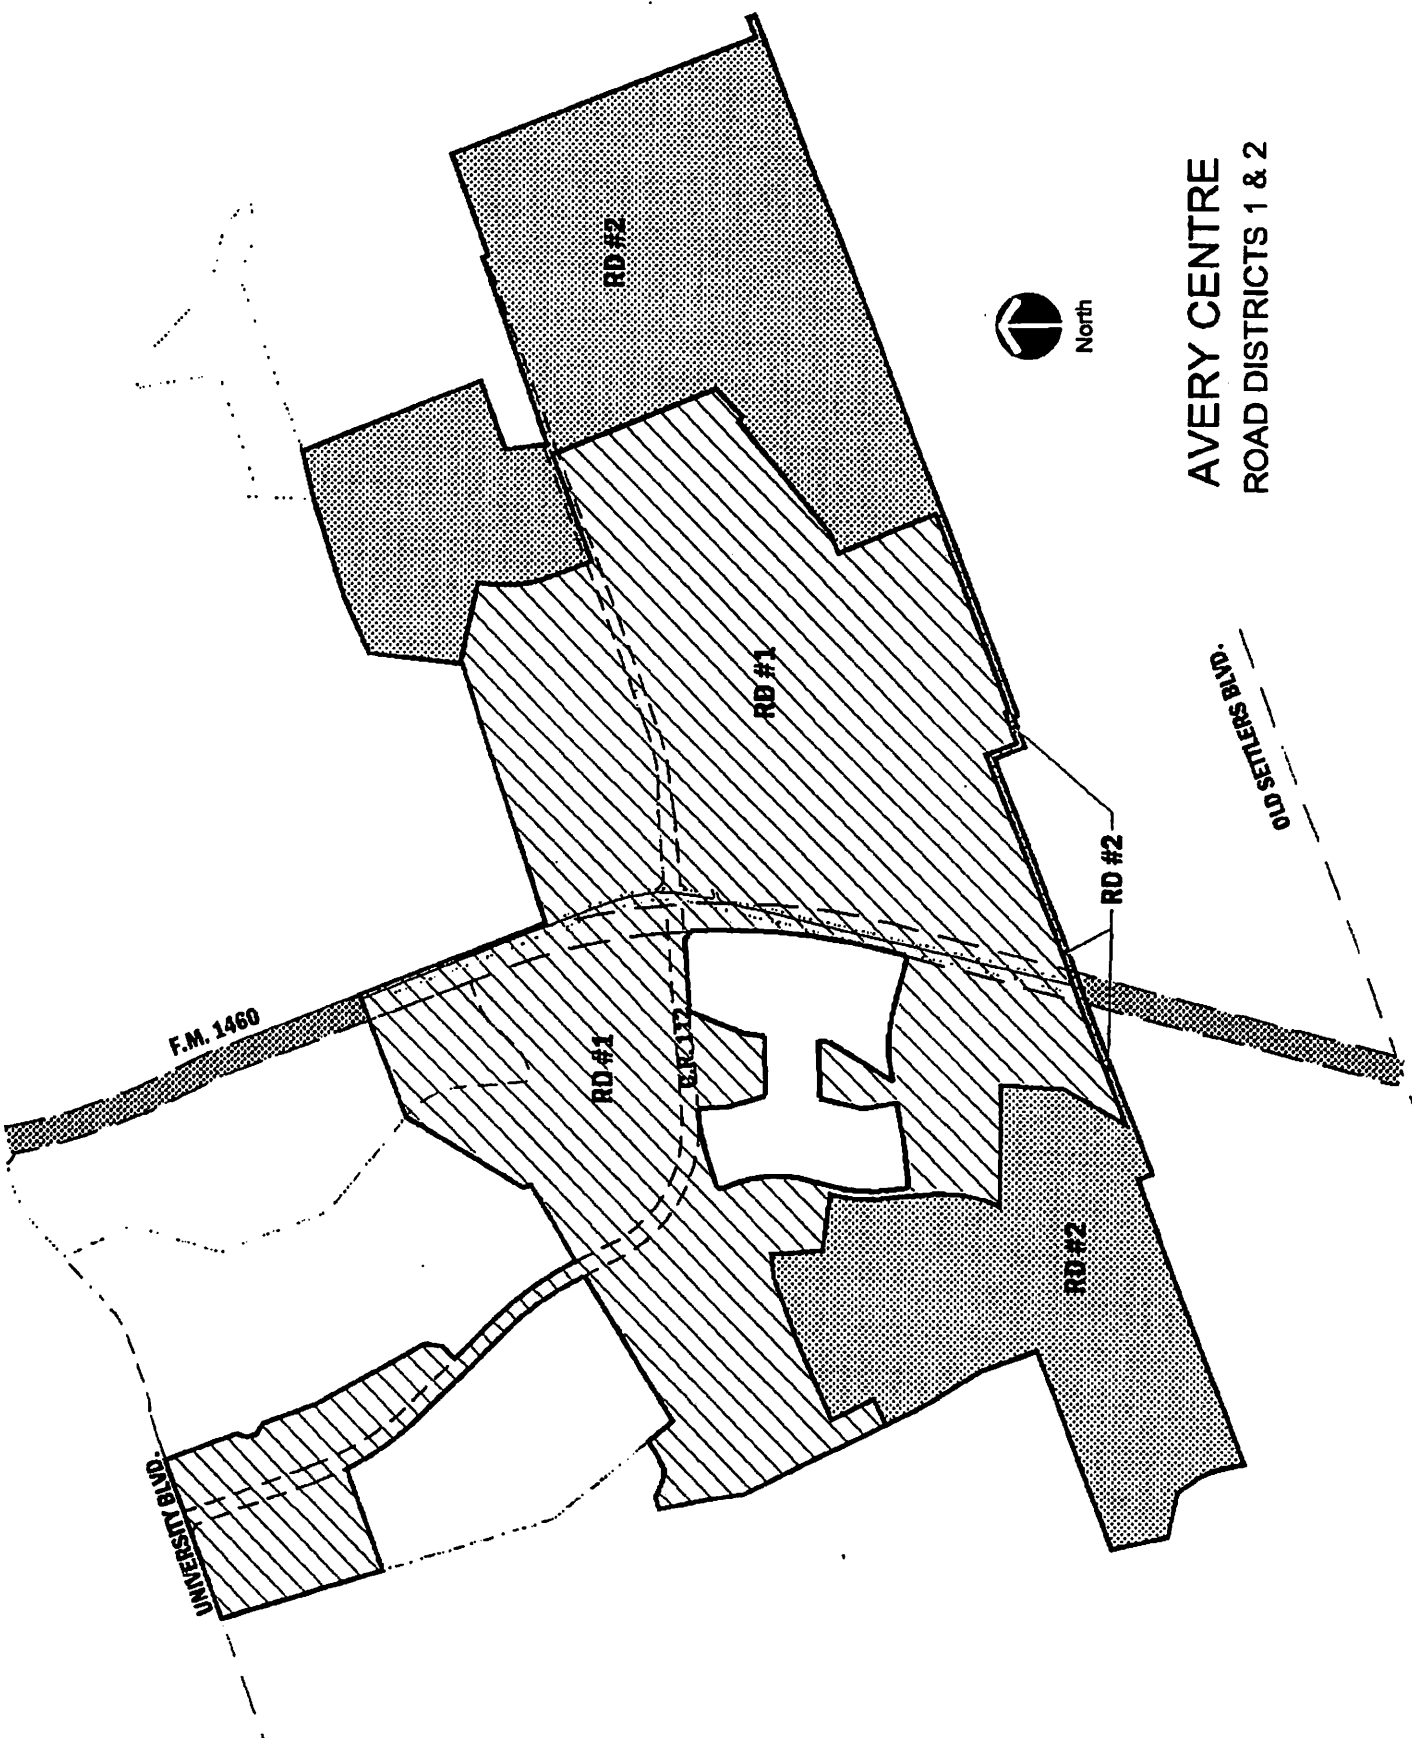 UNIVERSITY BLVD.
F.M. 1460
RD #1
C.R. 112
RD #2
RD #1
RD #2
RD #2
OLD SETTLERS BLVD.
North
AVERY CENTRE
ROAD DISTRICTS 1 & 2